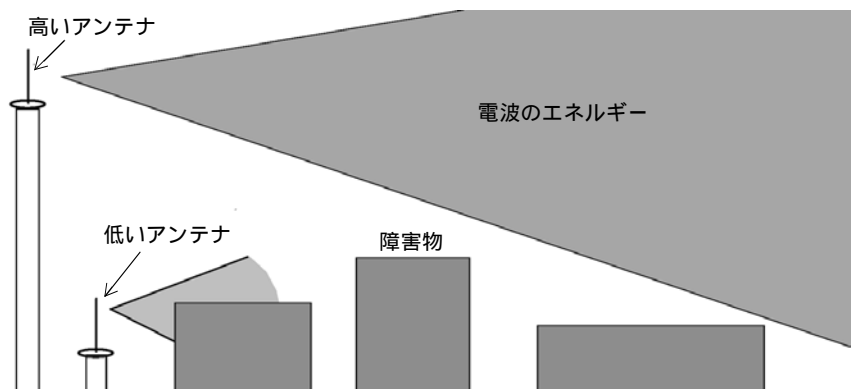 高いアンテナ
電波のエネルギー
低いアンテナ
障害物